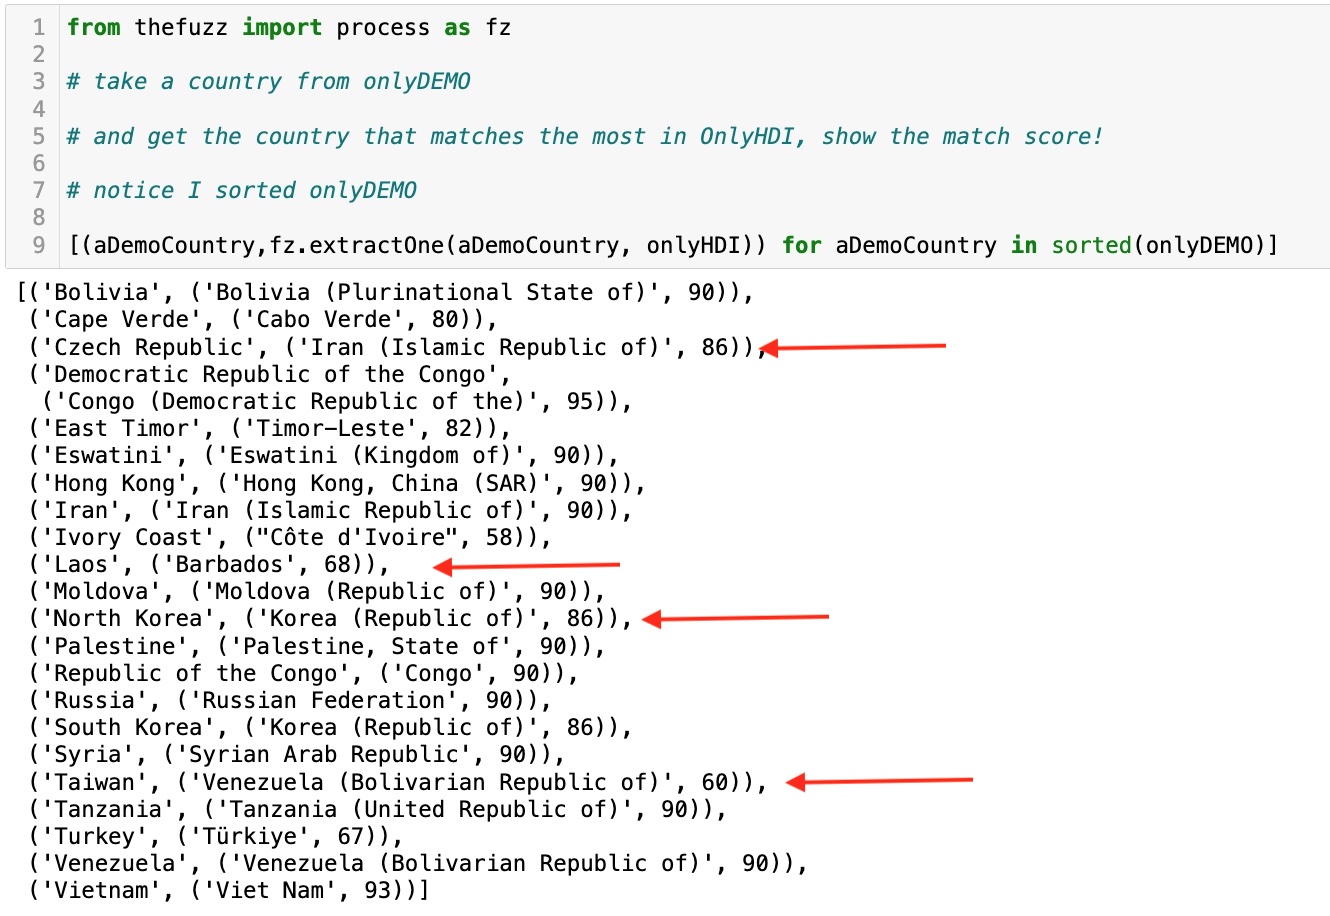 1 from thefuzz import process as fz
2
3 # take a country from onlyDEMO
4
5 # and get the country that matches the most in OnlyHDI, show the match score!
6
7 # notice I sorted onlyDEMO
8
9 [(aDemoCountry,fz.extractOne(aDemoCountry, onlyHDI)) for aDemoCountry in sorted(onlyDEMO)]
[('Bolivia', ('Bolivia (Plurinational State of)', 90)),
('Cape Verde', ('Cabo Verde', 80)),
('Czech Republic', ('Iran (Islamic Republic of)', 86)),
('Democratic Republic of the Congo',
('Congo (Democratic Republic of the)', 95)),
('East Timor', ('Timor-Leste', 82)),
('Eswatini', ('Eswatini (Kingdom of)', 90)),
('Hong Kong', ('Hong Kong, China (SAR)', 90)),
('Iran', ('Iran (Islamic Republic of)', 90)),
('Ivory Coast', ("Côte d'Ivoire", 58)),
('Laos', ('Barbados', 68)),
('Moldova', ('Moldova (Republic of)', 90)),
('North Korea', ('Korea (Republic of)', 86)),
('Palestine', ('Palestine, State of', 90)),
('Republic of the Congo', ('Congo', 90)),
('Russia', ('Russian Federation', 90)),
('South Korea', ('Korea (Republic of)', 86)),
('Syria', ('Syrian Arab Republic', 90)),
('Taiwan', ('Venezuela (Bolivarian Republic of)', 60)),
('Tanzania', ('Tanzania (United Republic of)', 90)),
('Turkey', ('Türkiye', 67)),
('Venezuela', ('Venezuela (Bolivarian Republic of)', 90)),
('Vietnam', ('Viet Nam', 93))]